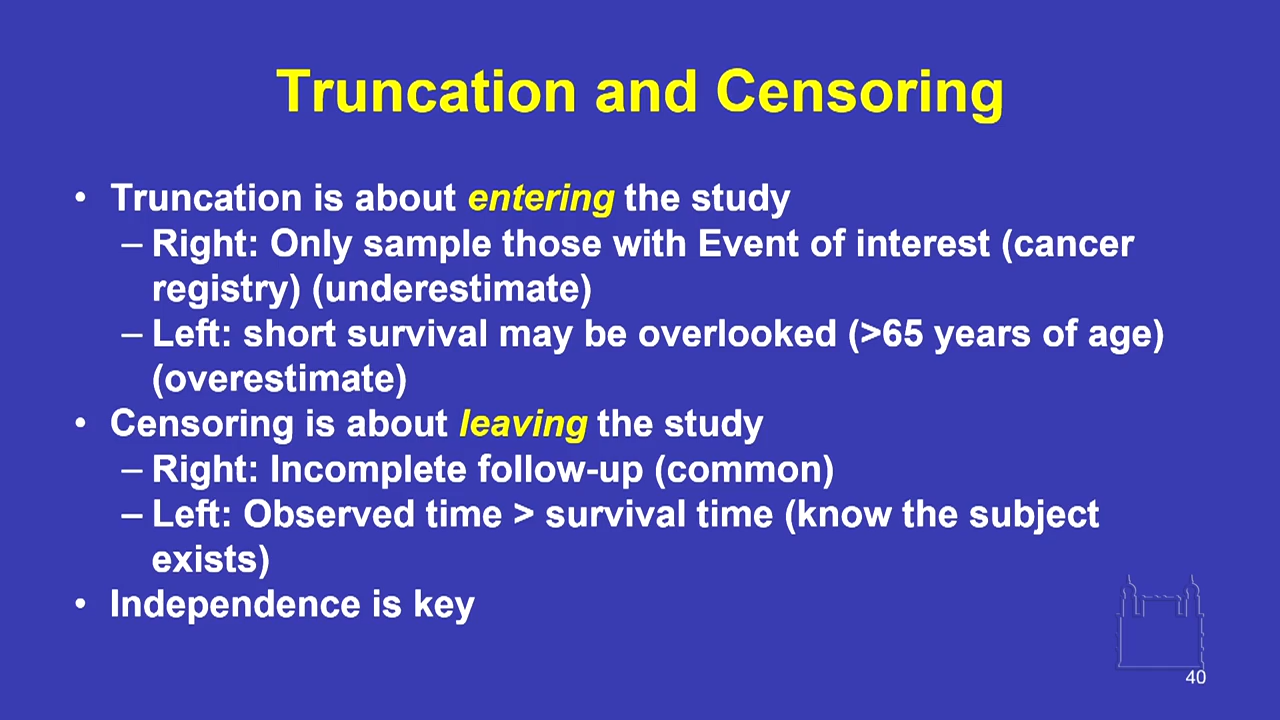 Truncation and Censoring
• Truncation is about entering the study
– Right: Only sample those with Event of interest (cancer
registry) (underestimate)
– Left: short survival may be overlooked (>65 years of age)
(overestimate)
• Censoring is about leaving the study
– Right: Incomplete follow-up (common)
– Left: Observed time > survival time (know the subject
exists)
• Independence is key
40